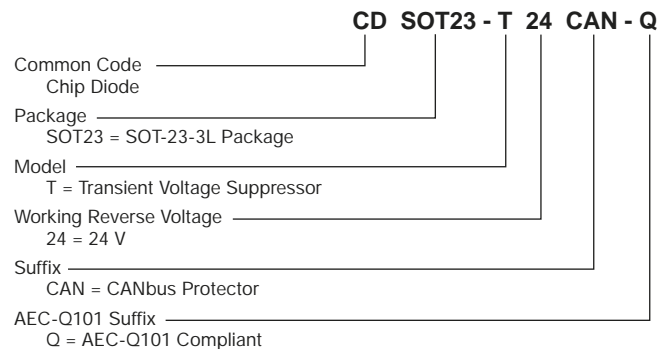 CD SOT23 - T 24 CAN - Q
Common Code
Chip Diode
Package
SOT23 = SOT-23-3L Package
Model
T = Transient Voltage Suppressor
Working Reverse Voltage
24 = 24 V
Suffix
CAN = CANbus Protector
AEC-Q101 Suffix
Q = AEC-Q101 Compliant